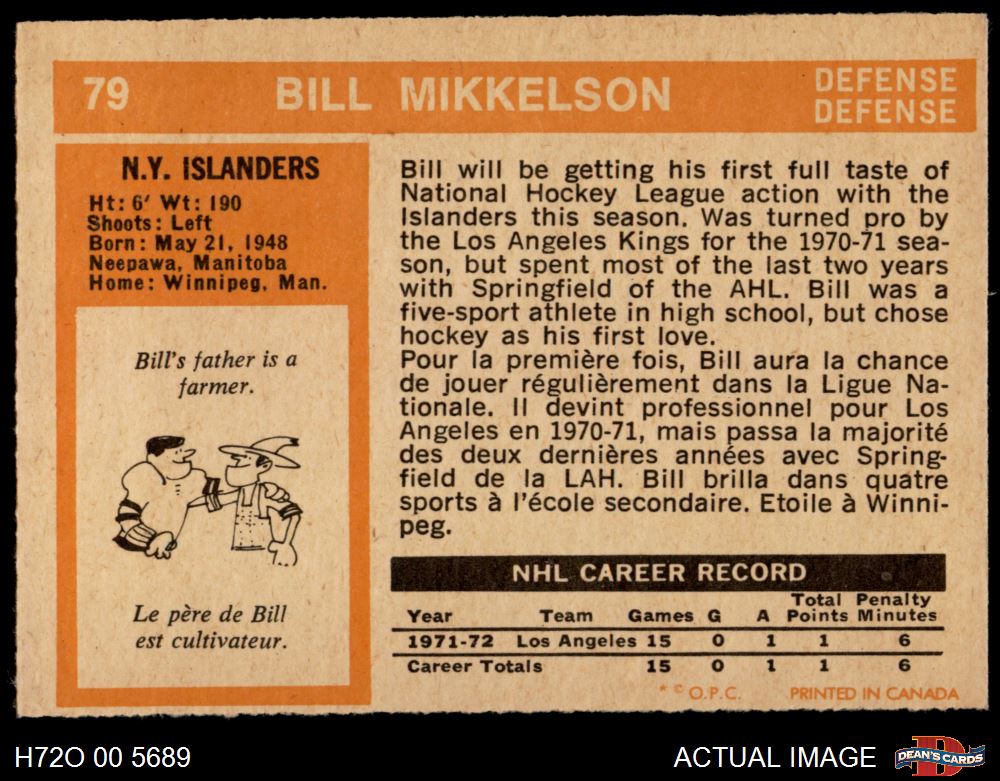 79 BILL MIKKELSON DEFENSE
DEFENSE
N.Y. ISLANDERS
Ht: 6' Wt: 190
Shoots: Left
Born: May 21, 1948
Neepawa, Manitoba
Home: Winnipeg, Man.
Bill's father is a
farmer.
Le père de Bill
est cultivateur.
Bill will be getting his first full taste of
National Hockey League action with the
Islanders this season. Was turned pro by
the Los Angeles Kings for the 1970-71 sea-
son, but spent most of the last two years
with Springfield of the AHL. Bill was a
five-sport athlete in high school, but chose
hockey as his first love.
Pour la première fois, Bill aura la chance
de jouer régulièrement dans la Ligue Na-
tionale. Il devint professionnel pour Los
Angeles en 1970-71, mais passa la majorité
des deux dernières années avec Spring-
field de la LAH. Bill brilla dans quatre
sports à l'école secondaire. Etoile à Winni-
peg.
NHL CAREER RECORD
Total Penalty
Year Team Games G A Points Minutes
1971-72 Los Angeles 15 0 1 1 6
Career Totals 15 0 1 1 6
* © O.P.C. PRINTED IN CANADA
H72O 00 5689 ACTUAL IMAGE DEAN'S CARDS